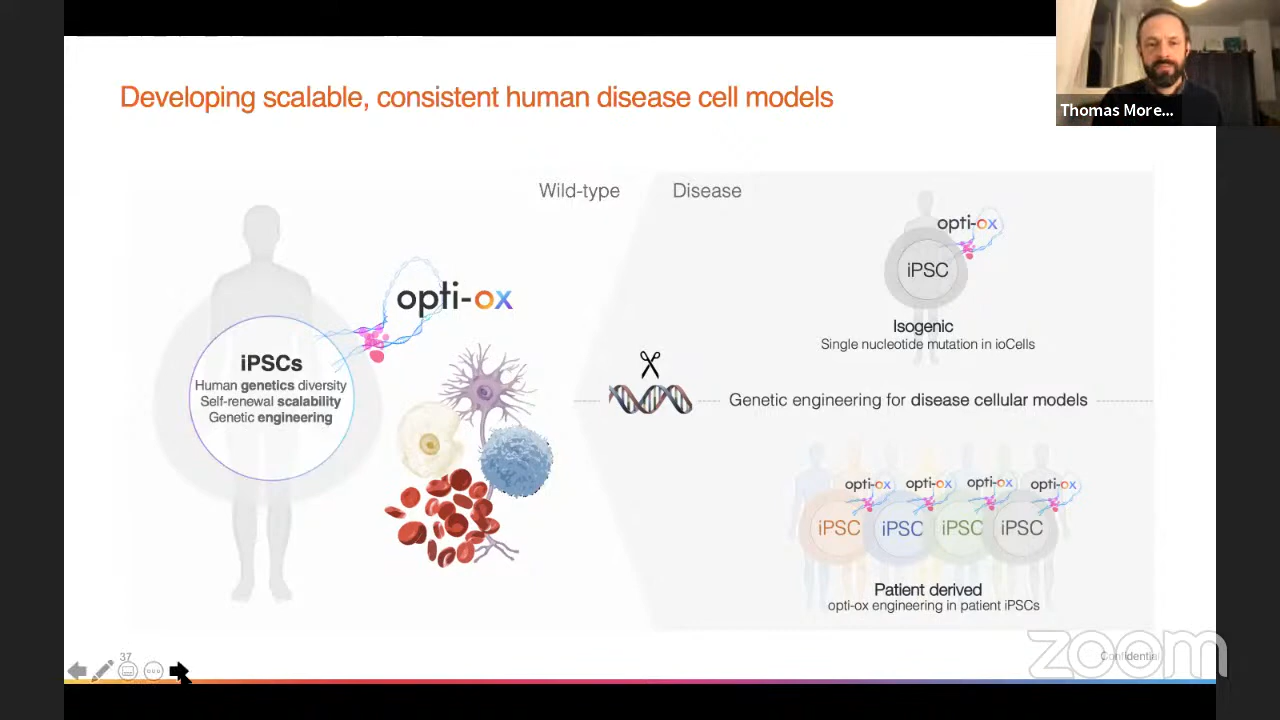 Developing scalable, consistent human disease cell models
Thomas More...
Wild-type
Disease
opti-ox
iPSCs
Human genetics diversity
Self-renewal scalability
Genetic engineering
opti-ox
iPSC
Isogenic
Single nucleotide mutation in ioCells
Genetic engineering for disease cellular models
opti-ox opti-ox opti-ox opti-ox
iPSC iPSC iPSC iPSC
Patient derived
opti-ox engineering in patient iPSCs
37
Confidential
zoom